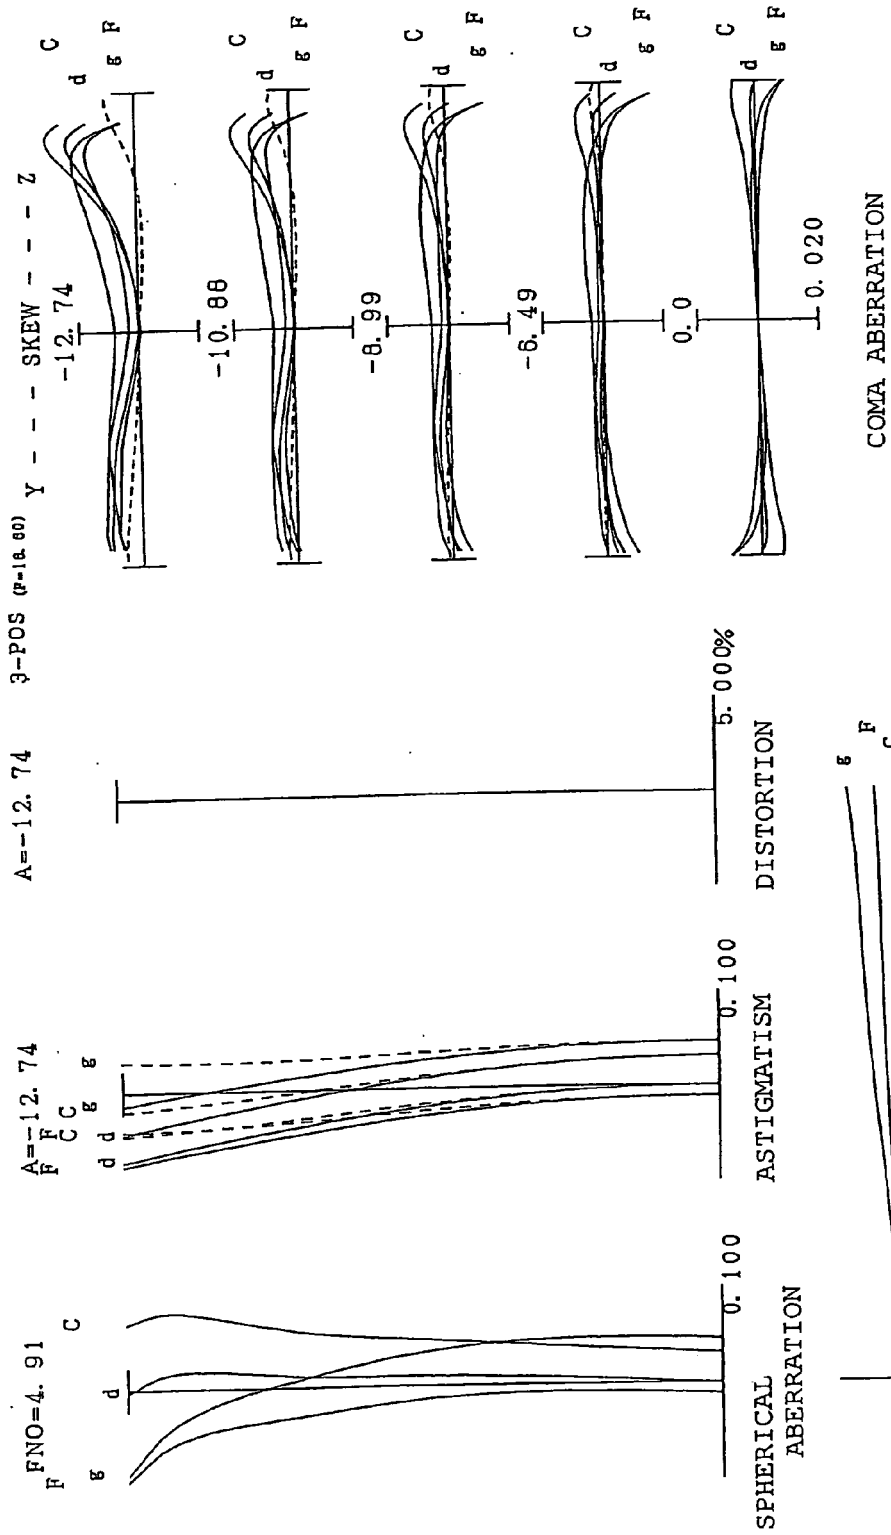 FNO=4. 91
F
g
d
C
0. 100
SPHERICAL
ABERRATION
A=-12. 74
F
F
C
C
d
d
g
g
0. 100
ASTIGMATISM
A=-12. 74
5. 000%
DISTORTION
3-POS
Y - - - SKEW - - - Z
-12. 74
C
d
g
F
-10. 88
C
d
g
F
-8. 99
C
d
g
F
-6. 49
C
d
g
F
0. 0
C
d
g
F
0. 020
COMA ABERRATION
g
F
C